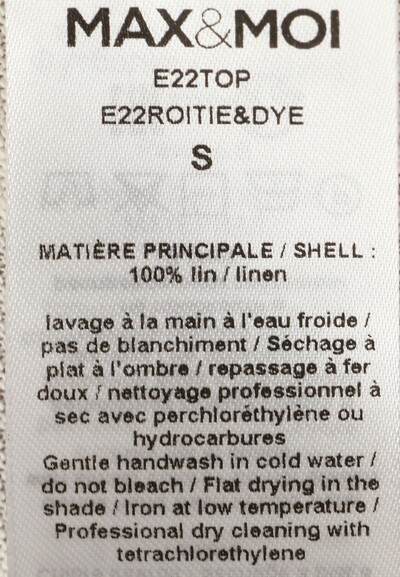 MAX&MOI
E22TOP
E22ROITIE&DYE
S
MATIÈRE PRINCIPALE / SHELL :
100% lin / linen
lavage à la main à l'eau froide /
pas de blanchiment / Séchage à
plat à l'ombre / repassage à fer
doux / nettoyage professionnel à
sec avec perchloréthylène ou
hydrocarbures
Gentle handwash in cold water /
do not bleach / Flat drying in the
shade / Iron at low temperature /
Professional dry cleaning with
tetrachlorethylene